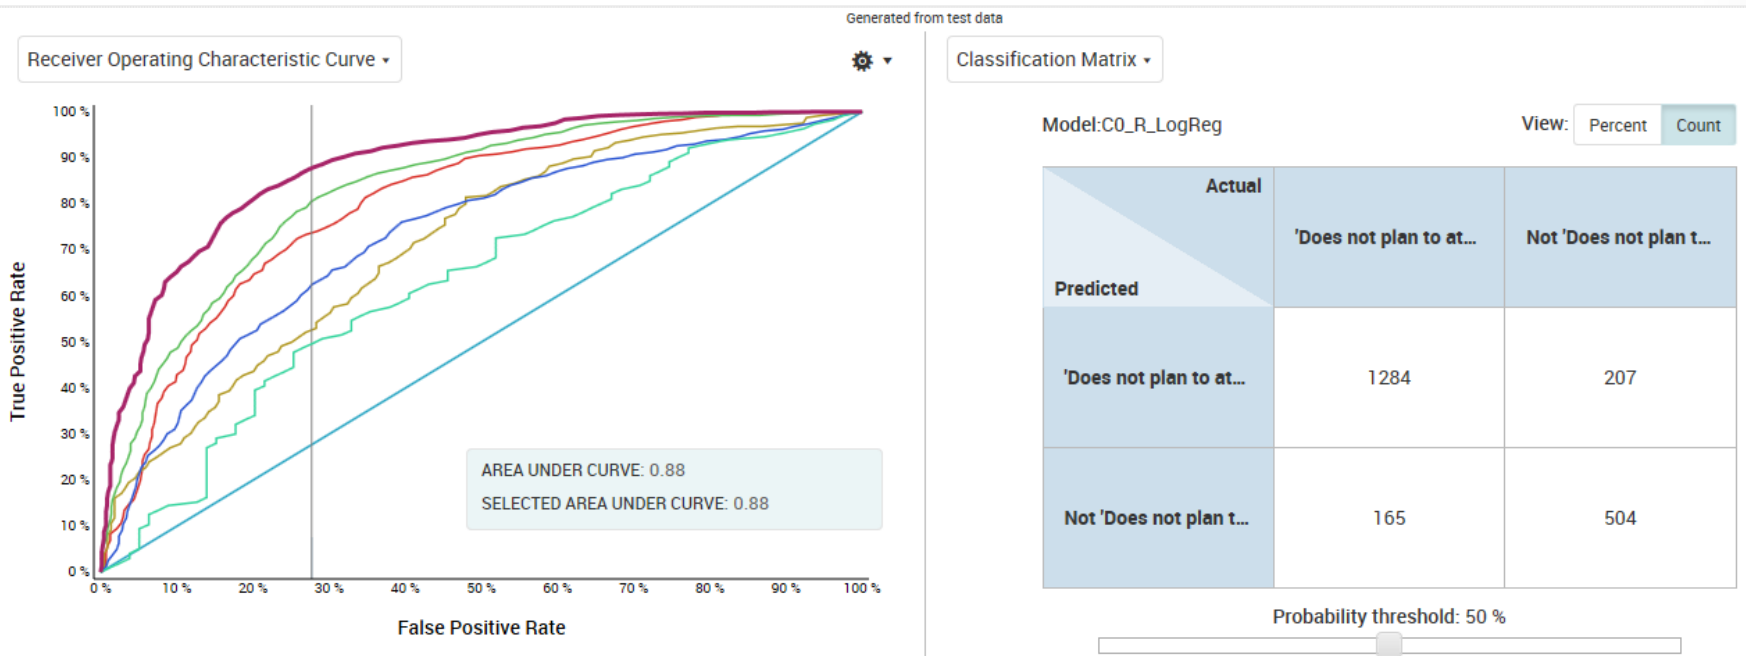 Generated from test data
Receiver Operating Characteristic Curve
Classification Matrix
Model:C0_R_LogReg
View: Percent Count
100 %
90 %
80 %
70 %
60 %
50 %
40 %
30 %
20 %
10 %
0 %
True Positive Rate
0 % 10 % 20 % 30 % 40 % 50 % 60 % 70 % 80 % 90 % 100 %
False Positive Rate
AREA UNDER CURVE: 0.88
SELECTED AREA UNDER CURVE: 0.88
Actual
Predicted
'Does not plan to at... Not 'Does not plan t...
'Does not plan to at... 1284 207
Not 'Does not plan t... 165 504
Probability threshold: 50 %